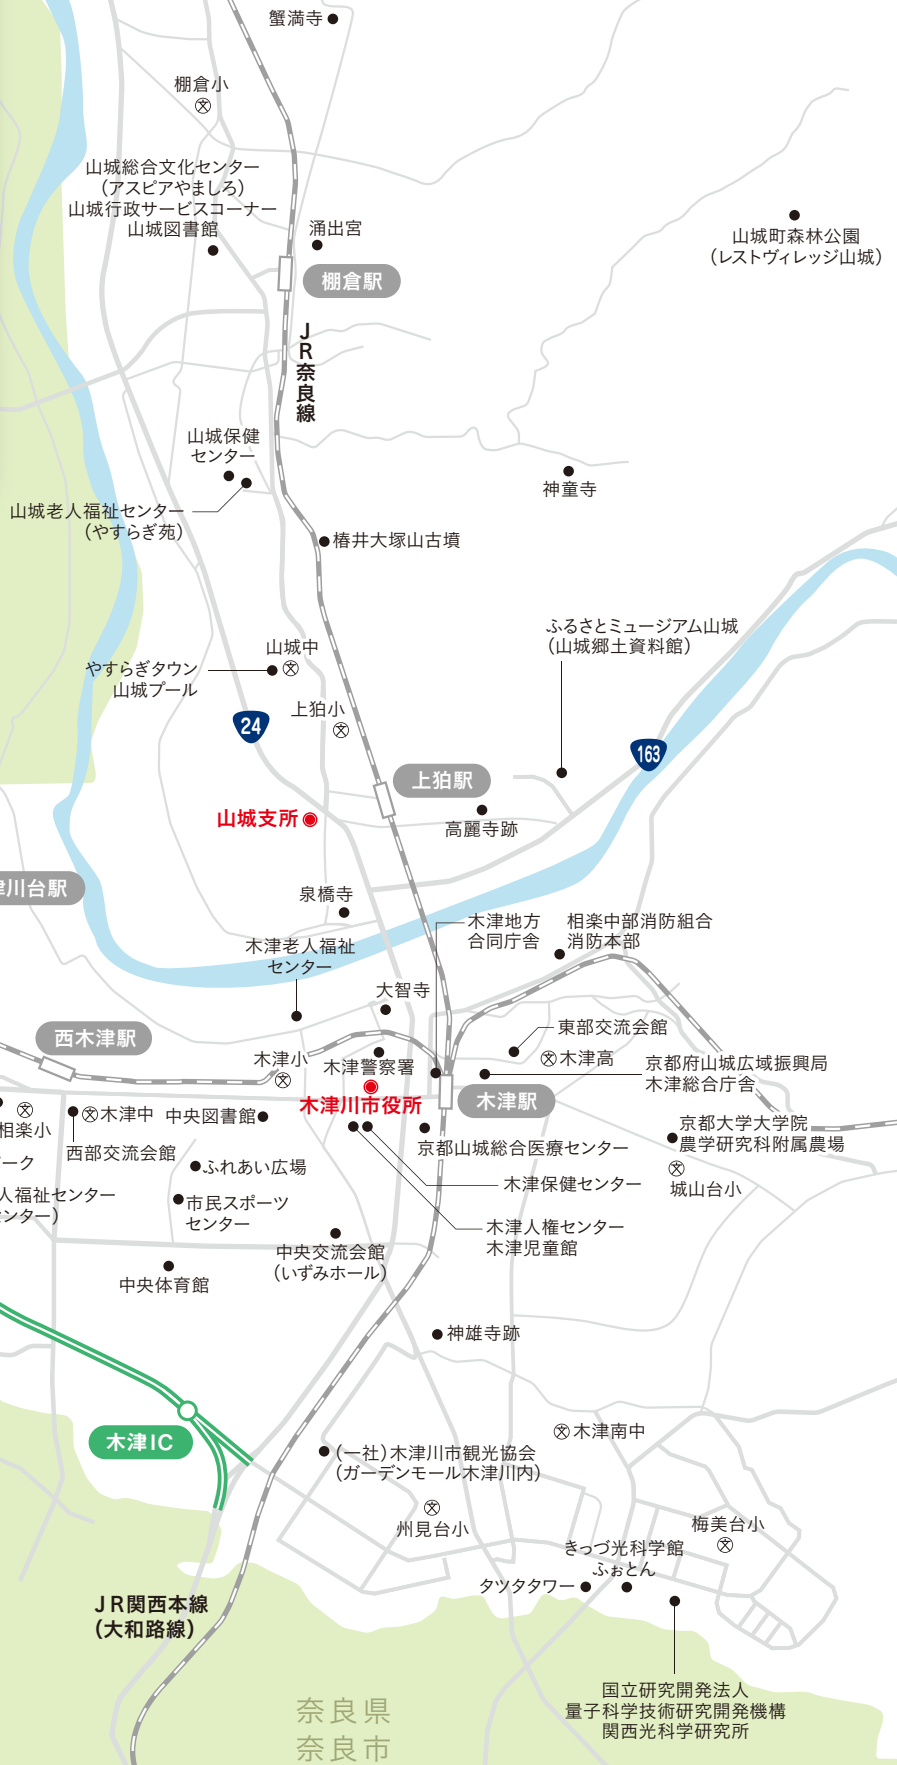 蟹満寺
棚倉小
山城総合文化センター
(アスピアやましろ)
山城行政サービスコーナー
山城図書館
涌出宮
山城町森林公園
(レストヴィレッジ山城)
棚倉駅
JR奈良線
山城保健
センター
神童寺
山城老人福祉センター
(やすらぎ苑)
椿井大塚山古墳
ふるさとミュージアム山城
(山城郷土資料館)
山城中
やすらぎタウン
山城プール
上狛小
24
163
上狛駅
山城支所
高麗寺跡
津川台駅
泉橋寺
木津地方
合同庁舎
相楽中部消防組合
消防本部
木津老人福祉
センター
大智寺
西木津駅
東部交流会館
木津小
木津警察署
木津高
京都府山城広域振興局
木津総合庁舎
木津川市役所
木津駅
相楽小
木津中
中央図書館
京都大学大学院
農学研究科附属農場
西部交流会館
京都山城総合医療センター
ーク
ふれあい広場
城山台小
木津保健センター
人福祉センター
ンター)
市民スポーツ
センター
木津人権センター
木津児童館
中央交流会館
(いずみホール)
中央体育館
神雄寺跡
木津IC
(一社)木津川市観光協会
(ガーデンモール木津川内)
木津南中
州見台小
梅美台小
きっづ光科学館
ふぉとん
タツタタワー
JR関西本線
(大和路線)
国立研究開発法人
量子科学技術研究開発機構
関西光科学研究所
奈良県
奈良市